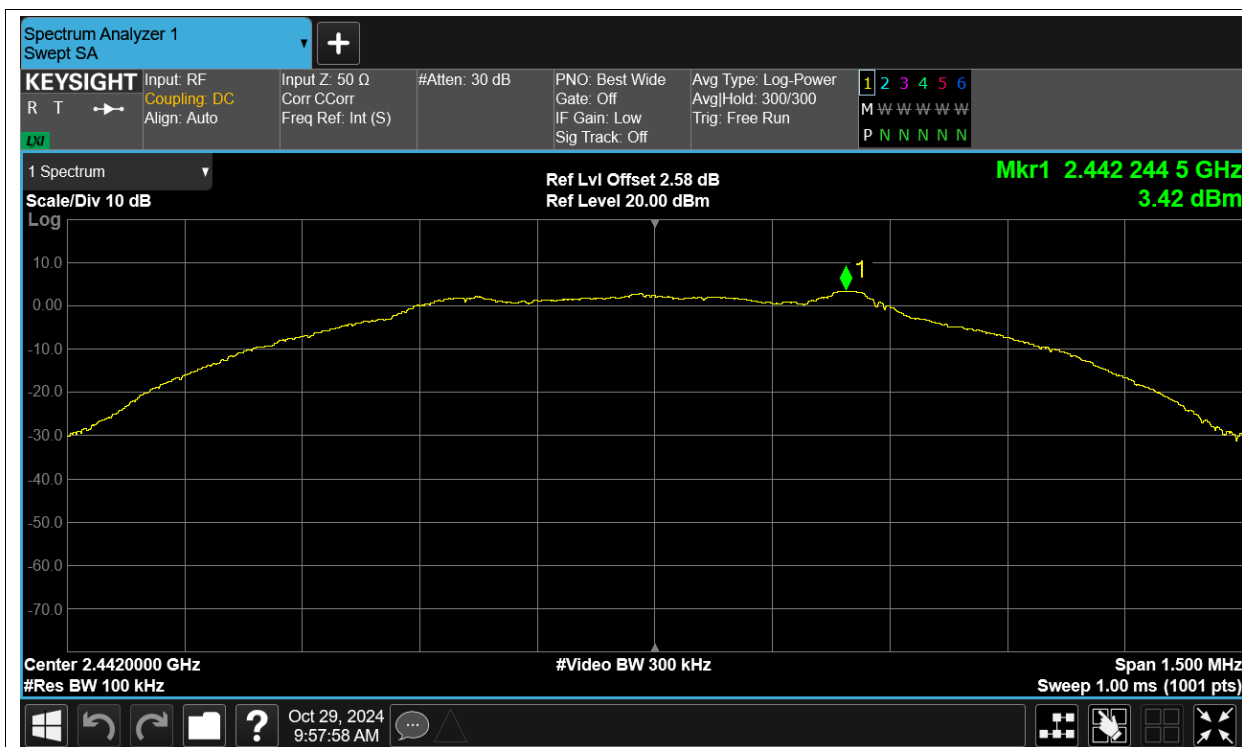 Spectrum Analyzer 1
Swept SA
KEYSIGHT
R T
LXI
Input: RF
Coupling: DC
Align: Auto
Input Z: 50 Ω
Corr CCorr
Freq Ref: Int (S)
#Atten: 30 dB
PNO: Best Wide
Gate: Off
IF Gain: Low
Sig Track: Off
Avg Type: Log-Power
Avg|Hold: 300/300
Trig: Free Run
1 2 3 4 5 6
M W W W W W
P N N N N N
1 Spectrum
Scale/Div 10 dB
Ref Lvl Offset 2.58 dB
Ref Level 20.00 dBm
Mkr1 2.442 244 5 GHz
3.42 dBm
Log
10.0
0.00
-10.0
-20.0
-30.0
-40.0
-50.0
-60.0
-70.0
1
Center 2.4420000 GHz
#Res BW 100 kHz
#Video BW 300 kHz
Span 1.500 MHz
Sweep 1.00 ms (1001 pts)
?
Oct 29, 2024
9:57:58 AM